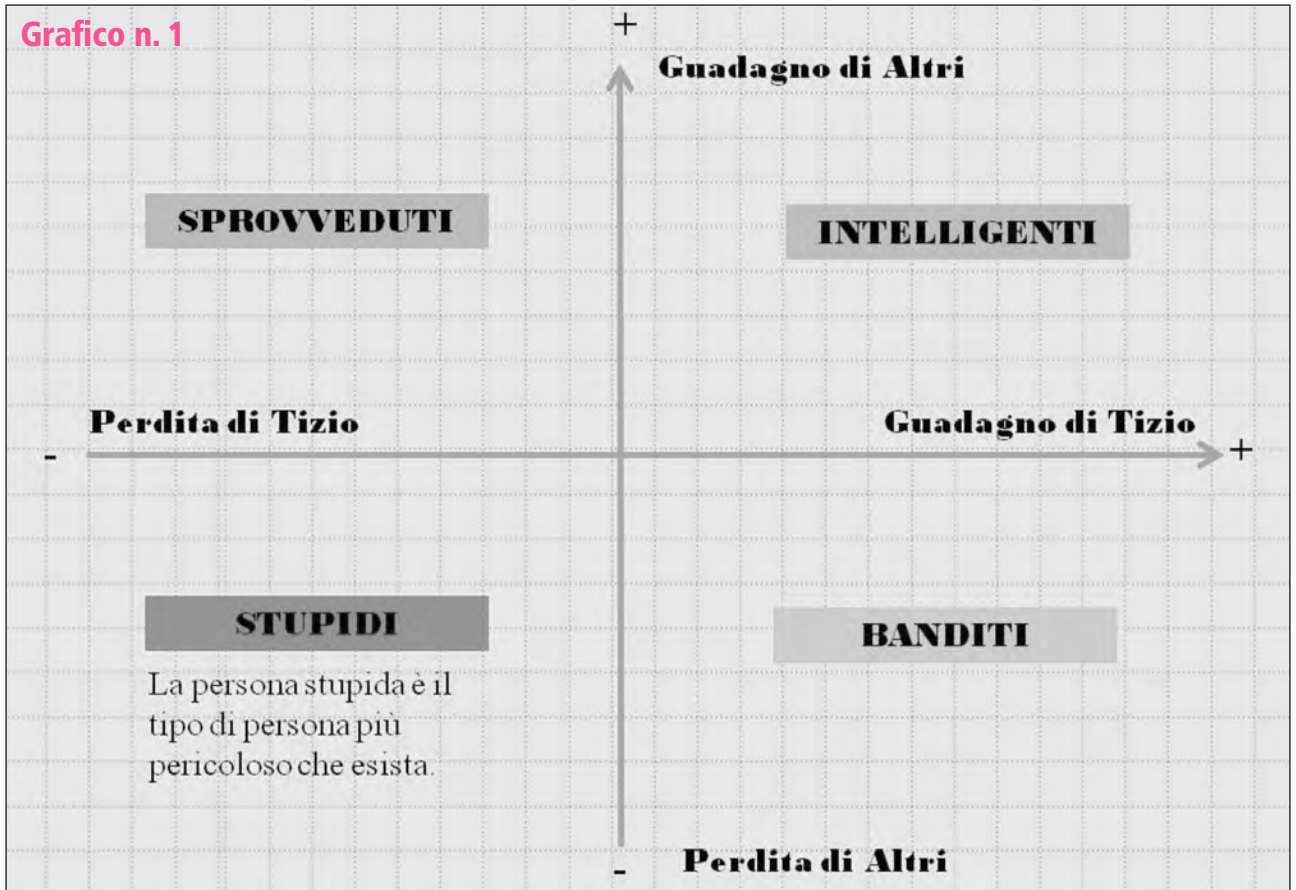 Grafico n. 1
+
Guadagno di Altri
SPROVVEDUTI
INTELLIGENTI
Perdita di Tizio
Guadagno di Tizio
-
+
STUPIDI
BANDITI
La persona stupida è il
tipo di persona più
pericoloso che esista.
-
Perdita di Altri